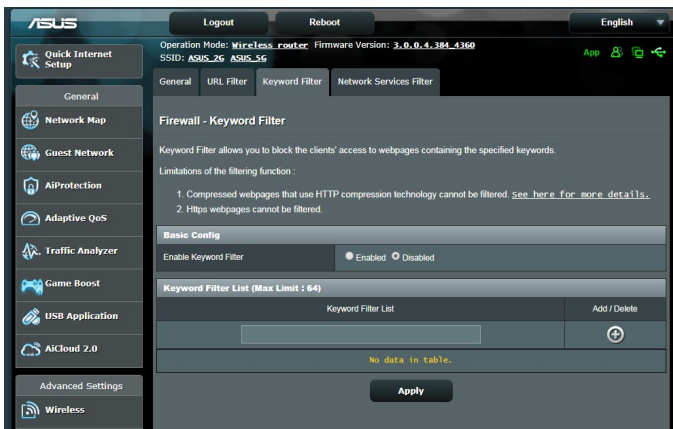 ASUS
Logout
Reboot
English
Quick Internet Setup
Operation Mode: Wireless router Firmware Version: 3.0.0.4.384_4360
SSID: ASUS_2G ASUS_5G
App
General
URL Filter
Keyword Filter
Network Services Filter
General
Network Map
Guest Network
AiProtection
Adaptive QoS
Traffic Analyzer
Game Boost
USB Application
AiCloud 2.0
Advanced Settings
Wireless
Firewall - Keyword Filter
Keyword Filter allows you to block the clients' access to webpages containing the specified keywords.
Limitations of the filtering function :
1. Compressed webpages that use HTTP compression technology cannot be filtered. See here for more details.
2. Https webpages cannot be filtered.
Basic Config
Enable Keyword Filter
Enabled Disabled
Keyword Filter List (Max Limit : 64)
Keyword Filter List
Add / Delete
No data in table.
Apply